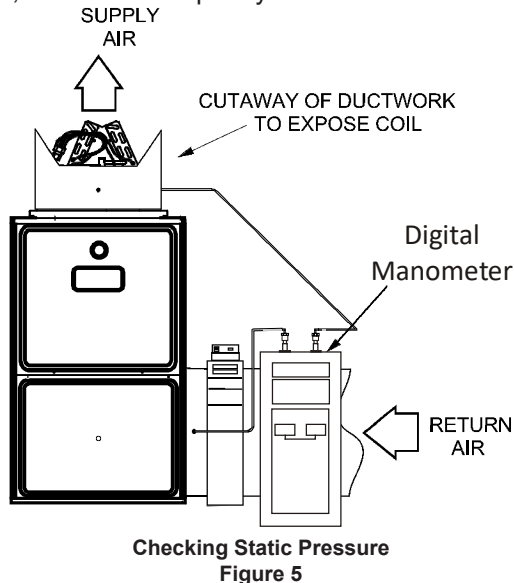 SUPPLY
AIR
CUTAWAY OF DUCTWORK
TO EXPOSE COIL
Digital
Manometer
RETURN
AIR
Checking Static Pressure
Figure 5